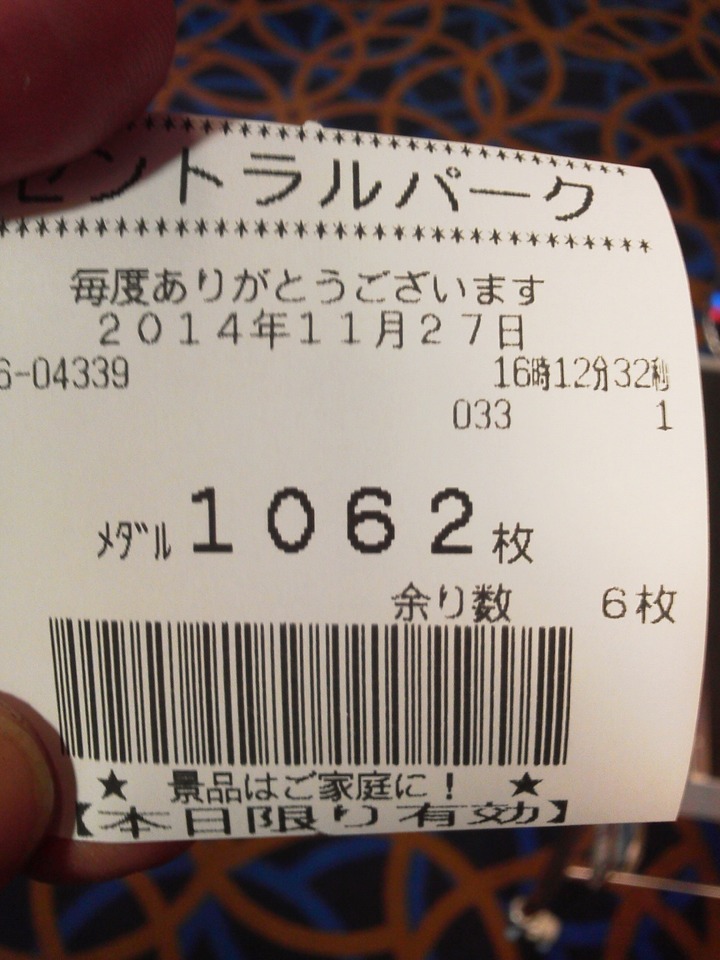 セントラルパーク
毎度ありがとうございます
２０１４年１１月２７日
6-04339 16時12分32秒
033 1
ﾒﾀﾞﾙ １０６２枚
余り数 ６枚
★ 景品はご家庭に！ ★
【本日限り有効】